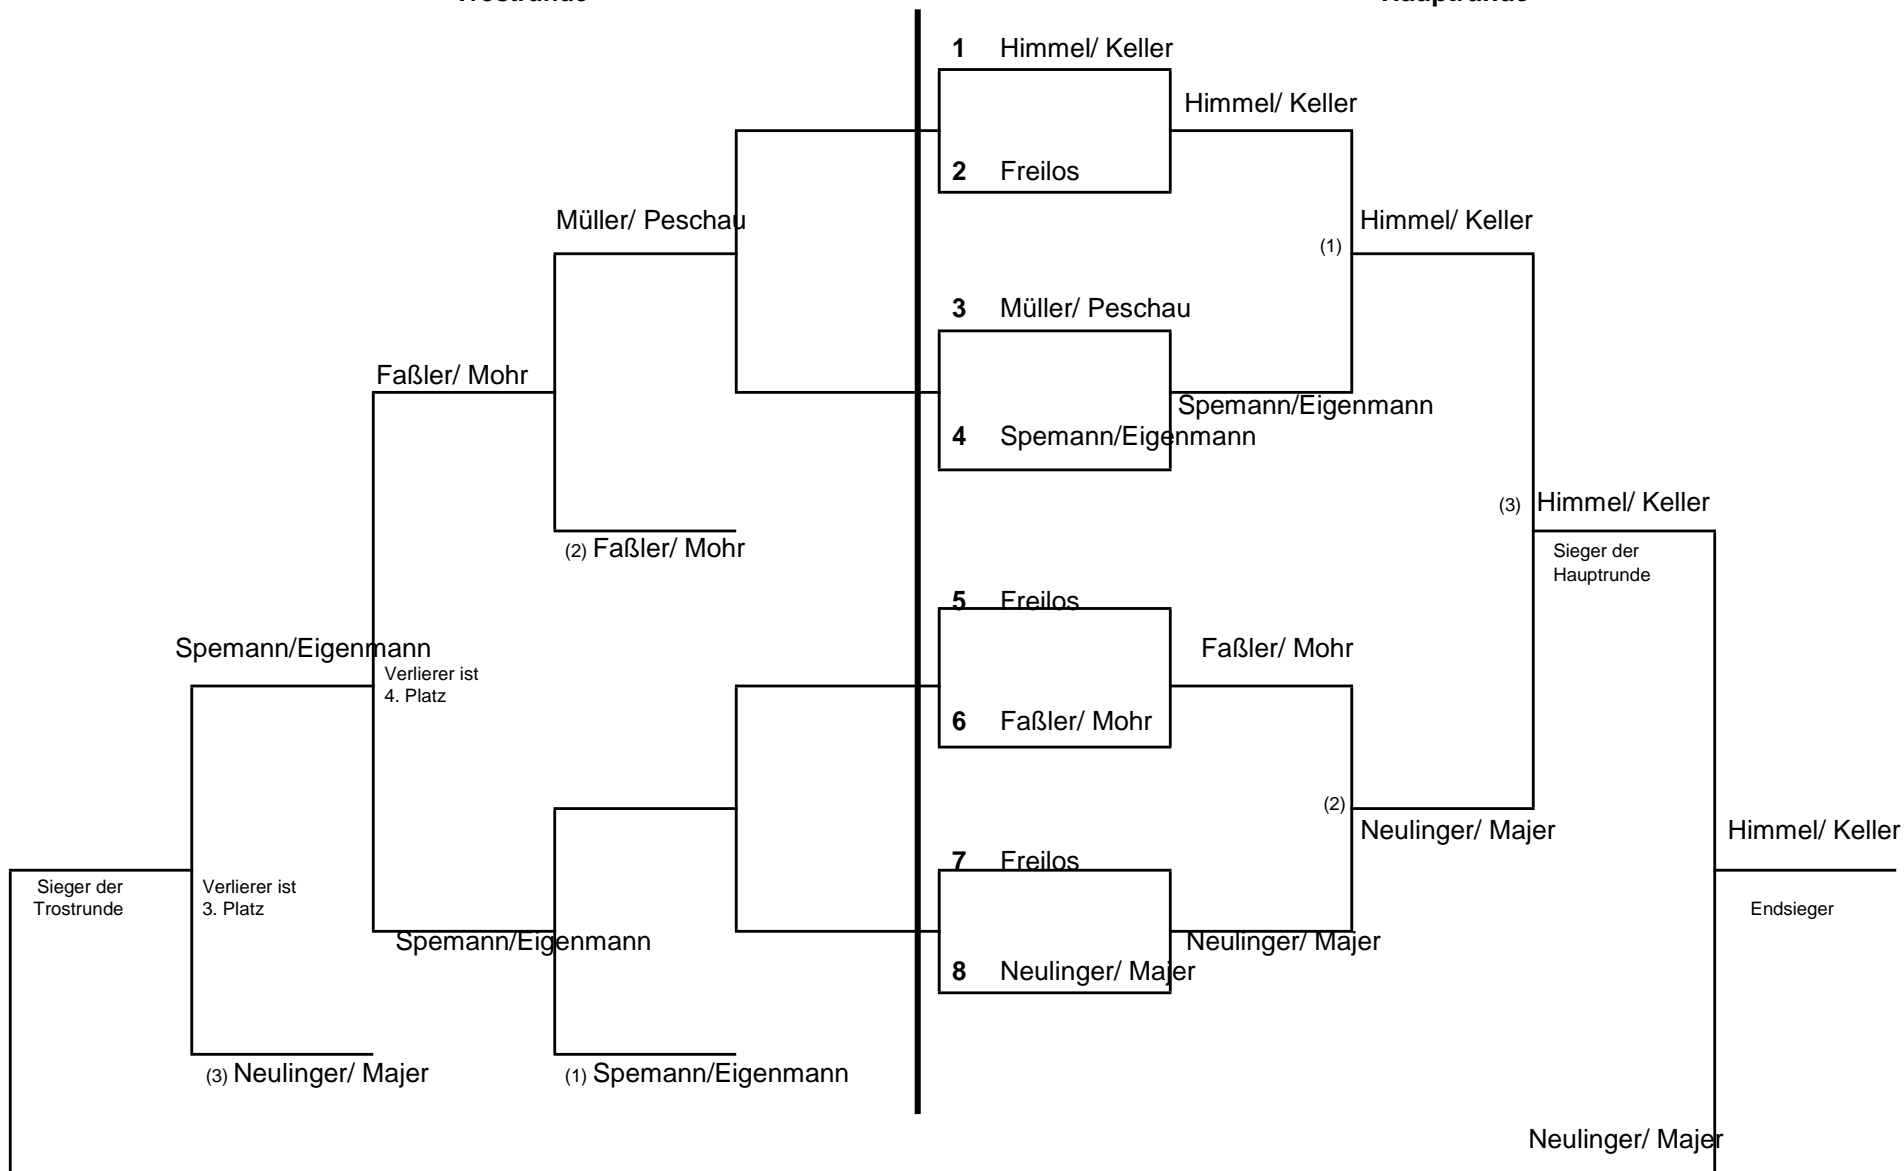 Trostrunde
Hauptrunde
1 Himmel/ Keller
Himmel/ Keller
2 Freilos
Müller/ Peschau
Himmel/ Keller
(1)
3 Müller/ Peschau
Faßler/ Mohr
Spemann/Eigenmann
4 Spemann/Eigenmann
(3) Himmel/ Keller
(2) Faßler/ Mohr
Sieger der
Hauptrunde
5 Freilos
Spemann/Eigenmann
Faßler/ Mohr
Verlierer ist
4. Platz
6 Faßler/ Mohr
(2)
Neulinger/ Majer
Himmel/ Keller
7 Freilos
Sieger der
Trostrunde
Verlierer ist
3. Platz
Endsieger
Spemann/Eigenmann
Neulinger/ Majer
8 Neulinger/ Majer
(3) Neulinger/ Majer
(1) Spemann/Eigenmann
Neulinger/ Majer